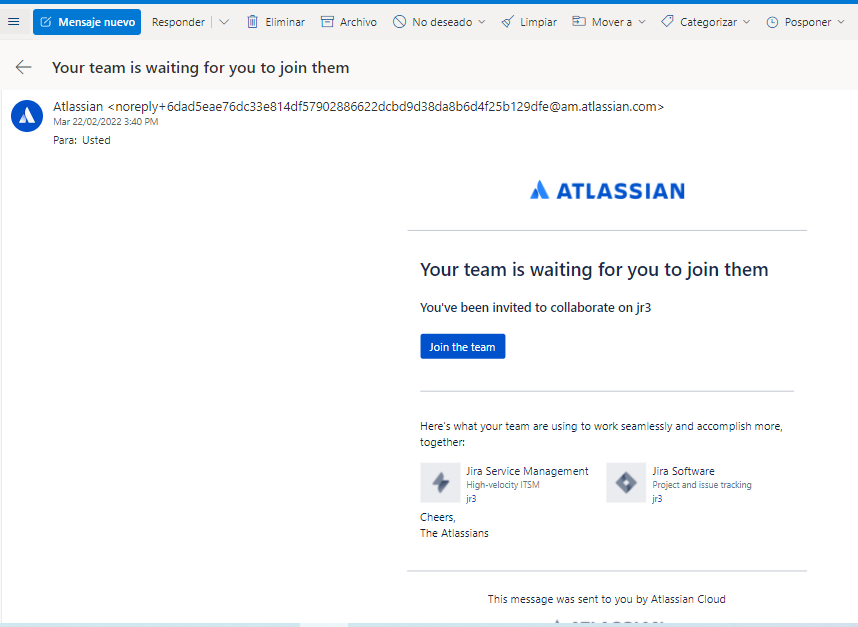 Mensaje nuevo Responder Eliminar Archivo No deseado Limpiar Mover a Categorizar Posponer
Your team is waiting for you to join them
Atlassian <noreply+6dad5eae76dc33e814df57902886622dcbd9d38da8b6d4f25b129dfe@am.atlassian.com>
Mar 22/02/2022 3:40 PM
Para: Usted
ATLASSIAN
Your team is waiting for you to join them
You've been invited to collaborate on jr3
Join the team
Here's what your team are using to work seamlessly and accomplish more,
together:
Jira Service Management
High-velocity ITSM
jr3
Jira Software
Project and issue tracking
jr3
Cheers,
The Atlassians
This message was sent to you by Atlassian Cloud